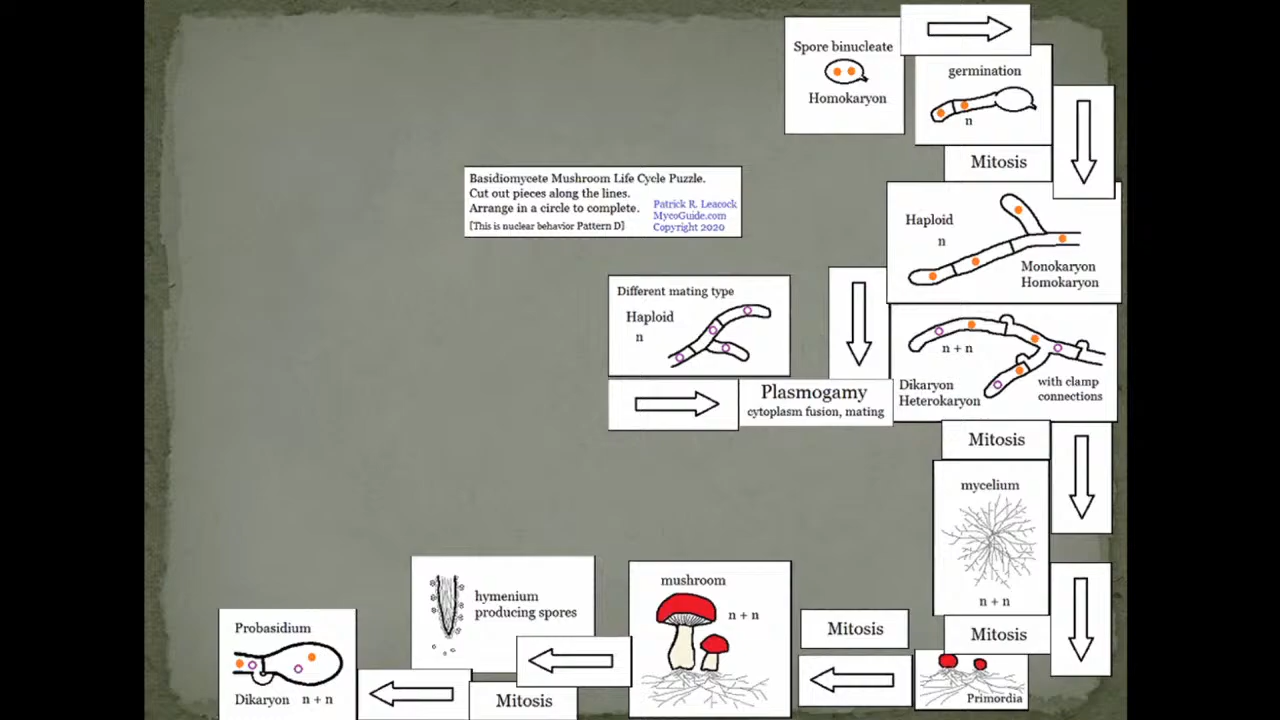 Spore binucleate
Homokaryon
germination
n
Mitosis
Basidiomycete Mushroom Life Cycle Puzzle.
Cut out pieces along the lines.
Arrange in a circle to complete.
[This is nuclear behavior Pattern D]
Patrick R. Leacock
MycoGuide.com
Copyright 2020
Haploid
n
Monokaryon
Homokaryon
Different mating type
Haploid
n
Plasmogamy
cytoplasm fusion, mating
n + n
Dikaryon
Heterokaryon
with clamp
connections
Mitosis
mycelium
n + n
Mitosis
Primordia
Mitosis
mushroom
n + n
hymenium
producing spores
Mitosis
Probasidium
Dikaryon n + n